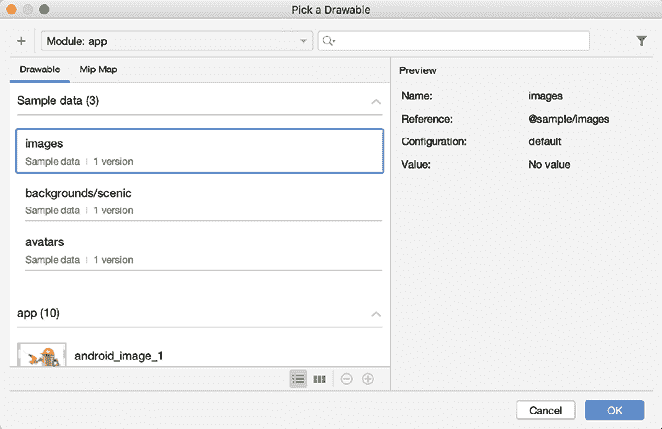 Pick a Drawable
Module: app
Drawable Mip Map
Sample data (3)
images
Sample data | 1 version
backgrounds/scenic
Sample data | 1 version
avatars
Sample data | 1 version
app (10)
android_image_1
Preview
Name: images
Reference: @sample/images
Configuration: default
Value: No value
Cancel OK